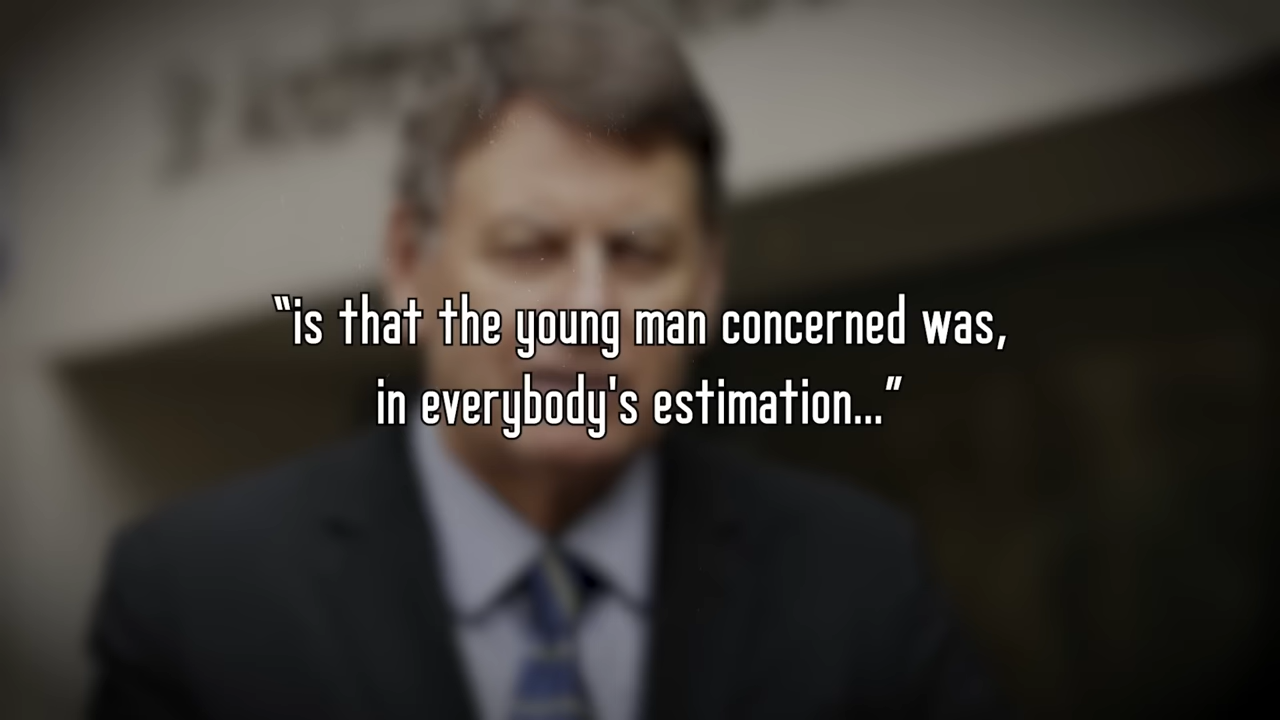 “is that the young man concerned was,
in everybody's estimation...”